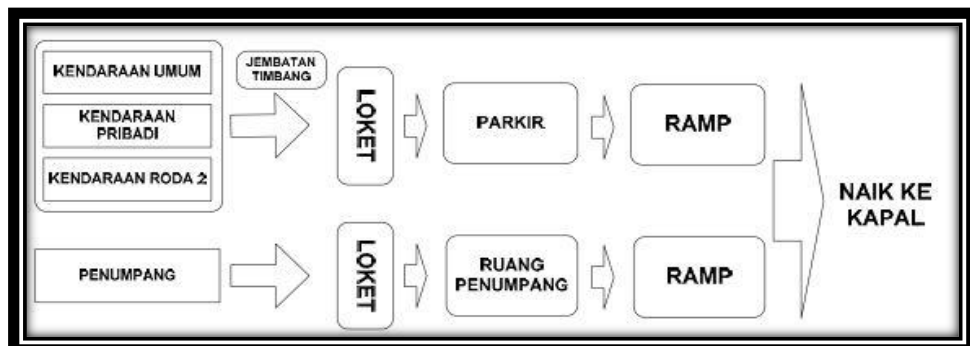 KENDARAAN UMUM
KENDARAAN
PRIBADI
KENDARAAN RODA 2
JEMBATAN
TIMBANG
LOKET
PARKIR
RAMP
PENUMPANG
LOKET
RUANG
PENUMPANG
RAMP
NAIK KE
KAPAL